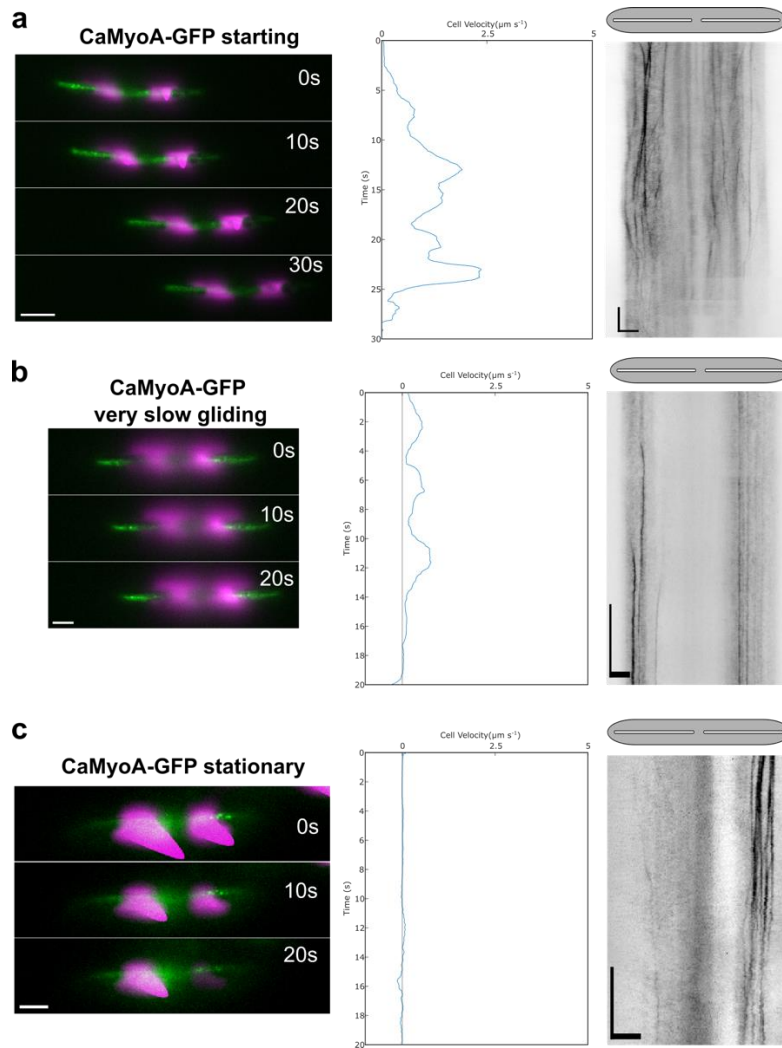 a
CaMyoA-GFP starting
0s
10s
20s
30s
Cell Velocity(µm s⁻¹)
0 2.5 5
Time (s)
0
5
10
15
20
25
30
b
CaMyoA-GFP
very slow gliding
0s
10s
20s
Cell Velocity(µm s⁻¹)
0 2.5 5
Time (s)
0
2
4
6
8
10
12
14
16
18
20
c
CaMyoA-GFP stationary
0s
10s
20s
Cell Velocity(µm s⁻¹)
0 2.5 5
Time (s)
0
2
4
6
8
10
12
14
16
18
20